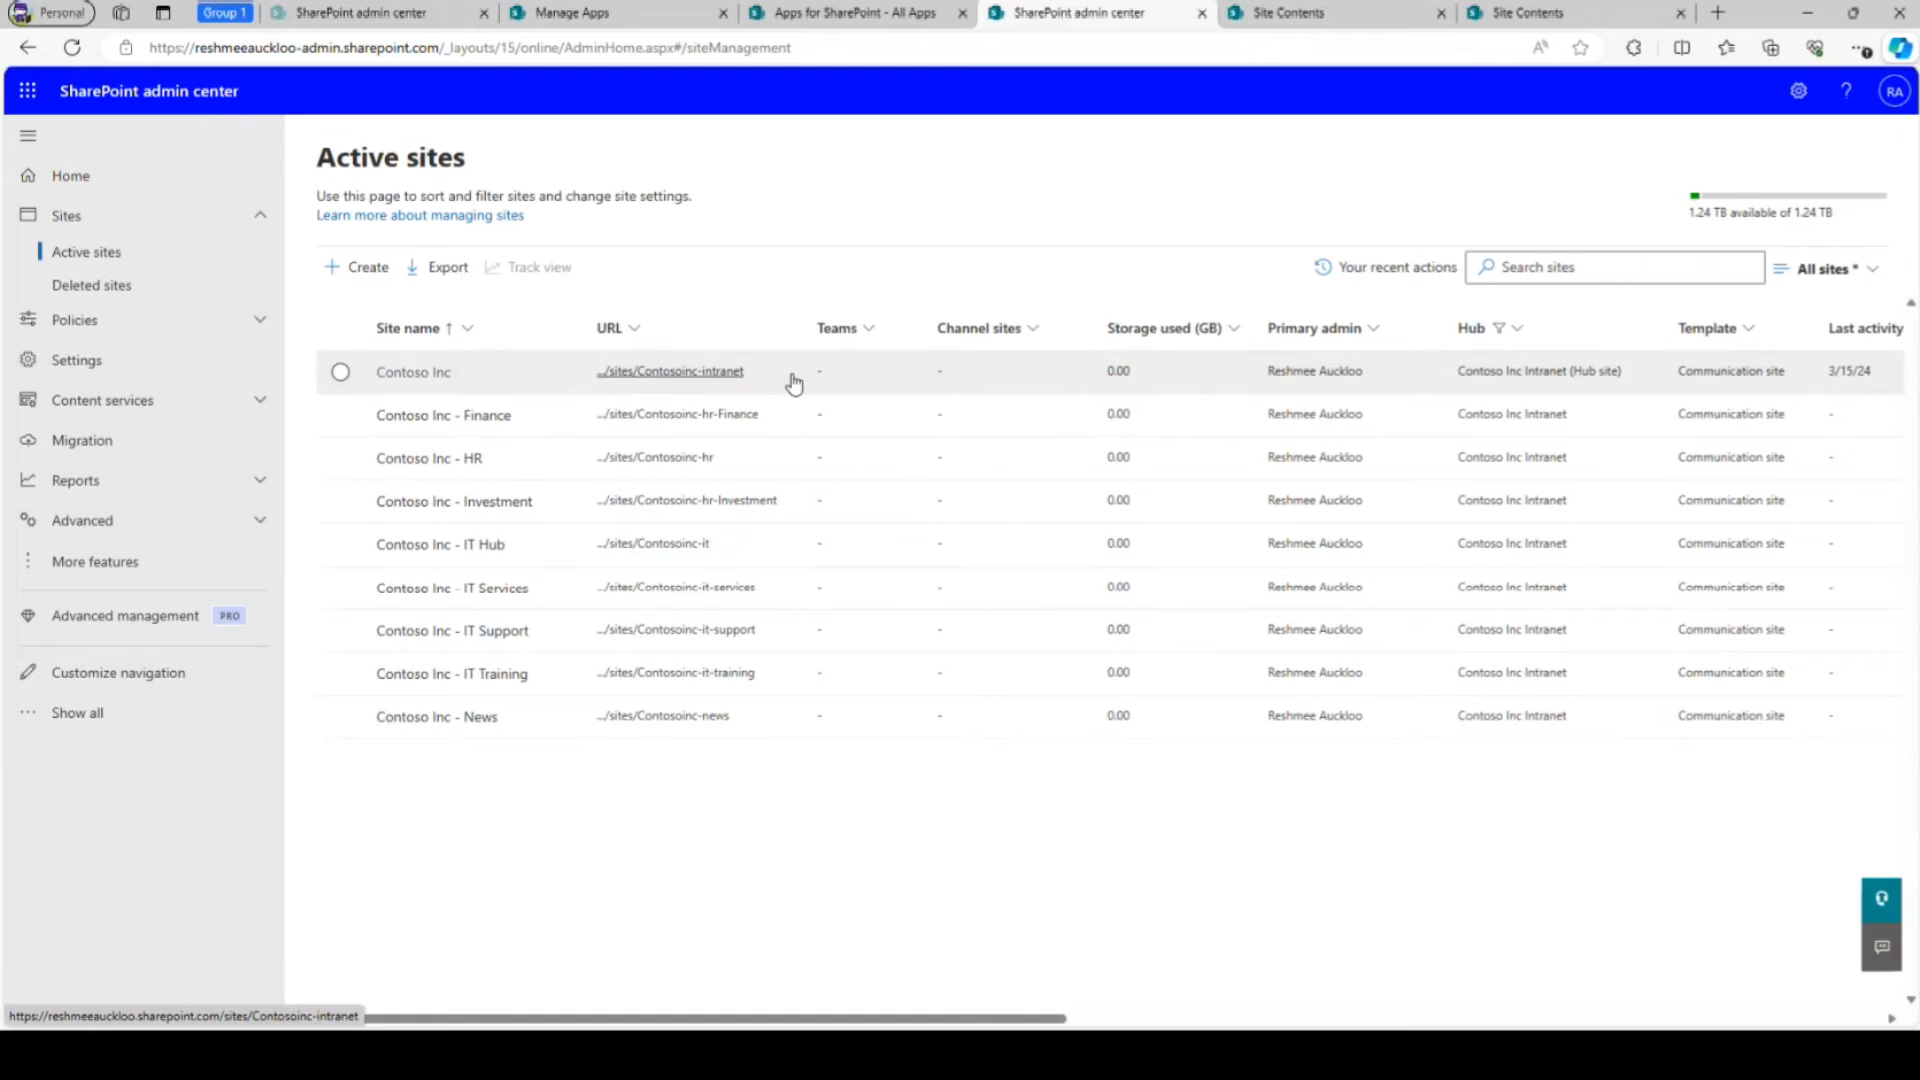 Personal
Group 1
SharePoint admin center
Manage Apps
Apps for SharePoint - All Apps
SharePoint admin center
Site Contents
Site Contents
https://reshmeeauckloo-admin.sharepoint.com/_layouts/15/online/AdminHome.aspx#/siteManagement
SharePoint admin center
RA
Home
Sites
Active sites
Deleted sites
Policies
Settings
Content services
Migration
Reports
Advanced
More features
Advanced management PRO
Customize navigation
Show all
Active sites
Use this page to sort and filter sites and change site settings.
Learn more about managing sites
1.24 TB available of 1.24 TB
Create Export Track view Your recent actions Search sites All sites *
Site name ↑ URL Teams Channel sites Storage used (GB) Primary admin Hub Template Last activity
Contoso Inc .../sites/Contosoinc-intranet - - 0.00 Reshmee Auckloo Contoso Inc Intranet (Hub site) Communication site 3/15/24
Contoso Inc - Finance .../sites/Contosoinc-hr-Finance - - 0.00 Reshmee Auckloo Contoso Inc Intranet Communication site -
Contoso Inc - HR .../sites/Contosoinc-hr - - 0.00 Reshmee Auckloo Contoso Inc Intranet Communication site -
Contoso Inc - Investment .../sites/Contosoinc-hr-Investment - - 0.00 Reshmee Auckloo Contoso Inc Intranet Communication site -
Contoso Inc - IT Hub .../sites/Contosoinc-it - - 0.00 Reshmee Auckloo Contoso Inc Intranet Communication site -
Contoso Inc - IT Services .../sites/Contosoinc-it-services - - 0.00 Reshmee Auckloo Contoso Inc Intranet Communication site -
Contoso Inc - IT Support .../sites/Contosoinc-it-support - - 0.00 Reshmee Auckloo Contoso Inc Intranet Communication site -
Contoso Inc - IT Training .../sites/Contosoinc-it-training - - 0.00 Reshmee Auckloo Contoso Inc Intranet Communication site -
Contoso Inc - News .../sites/Contosoinc-news - - 0.00 Reshmee Auckloo Contoso Inc Intranet Communication site -
https://reshmeeauckloo.sharepoint.com/sites/Contosoinc-intranet